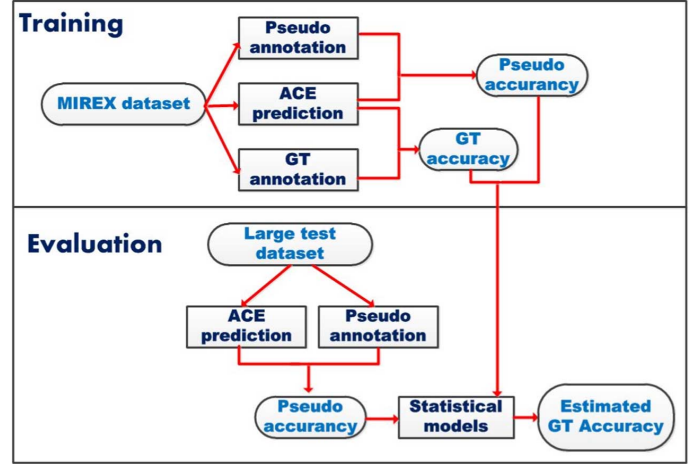 Training
Pseudo
annotation
MIREX dataset
ACE
prediction
GT
annotation
Pseudo
accurancy
GT
accuracy
Evaluation
Large test
dataset
ACE
prediction
Pseudo
annotation
Pseudo
accurancy
Statistical
models
Estimated
GT Accuracy